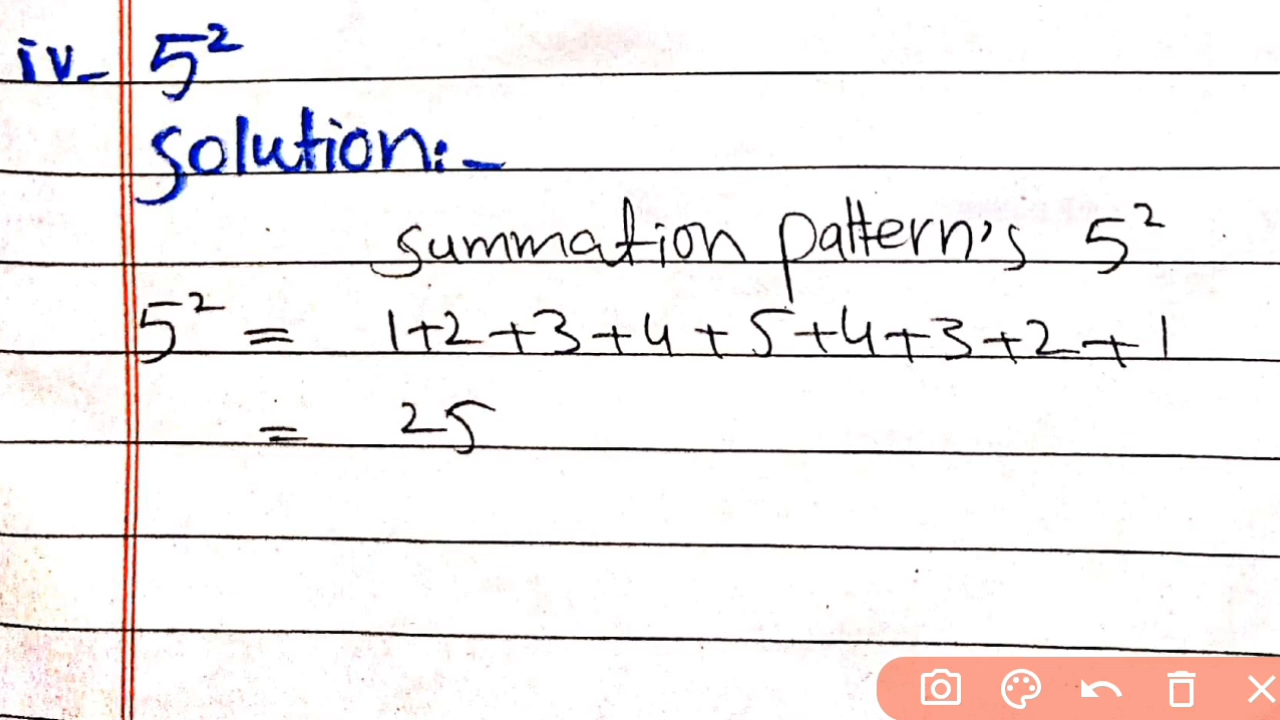 iv- 5²
Solution:-
summation pattern's 5²
5² = 1+2+3+4+5+4+3+2+1
= 25